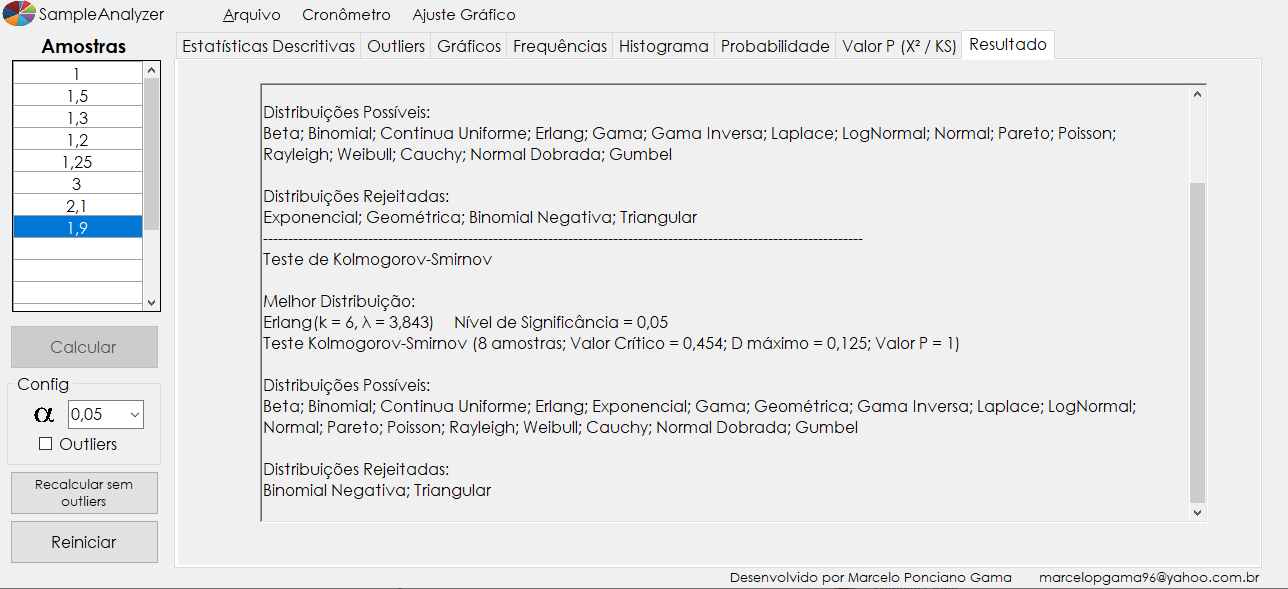 SampleAnalyzer
Arquivo Cronômetro Ajuste Gráfico
Amostras
1
1,5
1,3
1,2
1,25
3
2,1
1,9
Calcular
Config
α 0,05
Outliers
Recalcular sem
outliers
Reiniciar
Estatísticas Descritivas Outliers Gráficos Frequências Histograma Probabilidade Valor P (X² / KS) Resultado
Distribuições Possíveis:
Beta; Binomial; Continua Uniforme; Erlang; Gama; Gama Inversa; Laplace; LogNormal; Normal; Pareto; Poisson;
Rayleigh; Weibull; Cauchy; Normal Dobrada; Gumbel
Distribuições Rejeitadas:
Exponencial; Geométrica; Binomial Negativa; Triangular
------------------------------------------------------------------------------------------------------------------------
Teste de Kolmogorov-Smirnov
Melhor Distribuição:
Erlang(k = 6, λ = 3,843) Nível de Significância = 0,05
Teste Kolmogorov-Smirnov (8 amostras; Valor Crítico = 0,454; D máximo = 0,125; Valor P = 1)
Distribuições Possíveis:
Beta; Binomial; Continua Uniforme; Erlang; Exponencial; Gama; Geométrica; Gama Inversa; Laplace; LogNormal;
Normal; Pareto; Poisson; Rayleigh; Weibull; Cauchy; Normal Dobrada; Gumbel
Distribuições Rejeitadas:
Binomial Negativa; Triangular
Desenvolvido por Marcelo Ponciano Gama marcelopgama96@yahoo.com.br